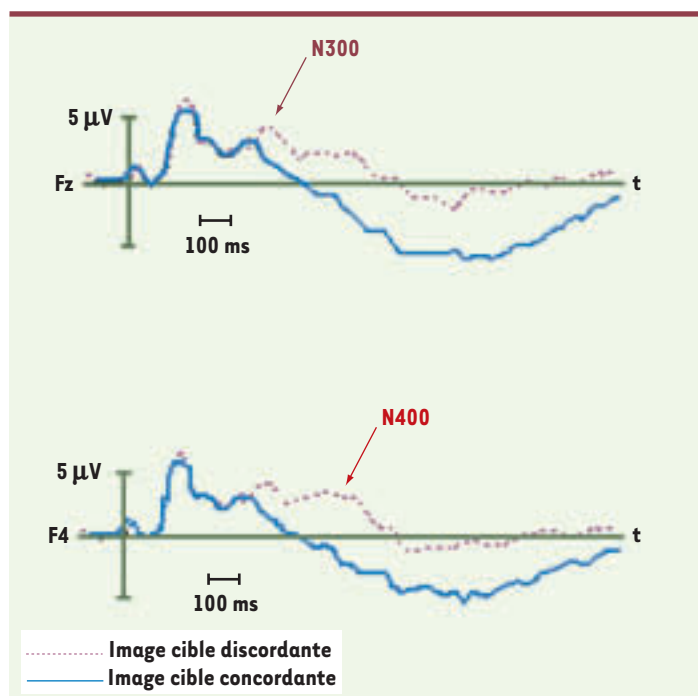 N300
5 µV
Fz
t
100 ms
N400
5 µV
F4
t
100 ms
Image cible discordante
Image cible concordante